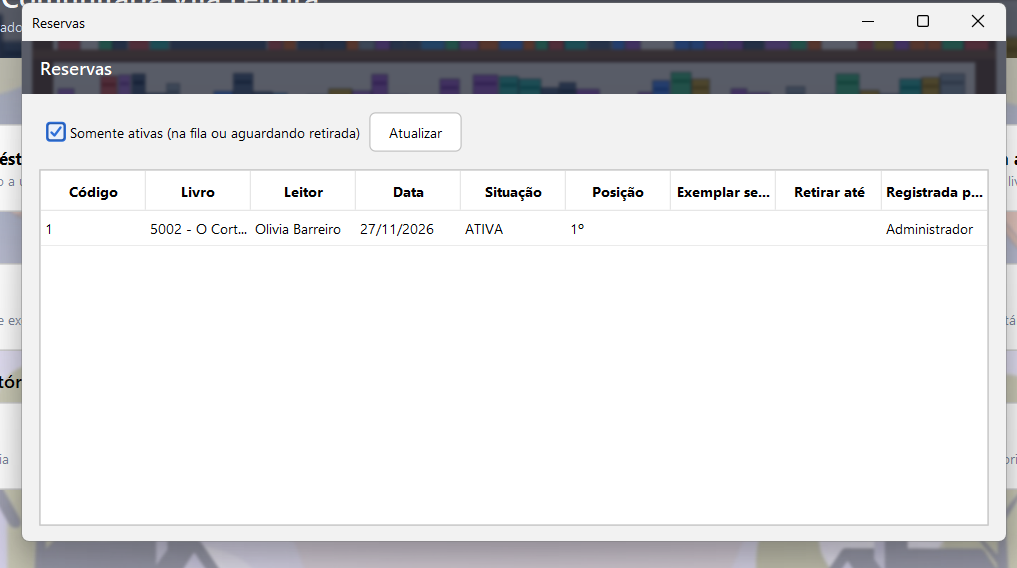 Reservas
Reservas
Somente ativas (na fila ou aguardando retirada) Atualizar
Código Livro Leitor Data Situação Posição Exemplar se... Retirar até Registrada p...
1 5002 - O Cort... Olivia Barreiro 27/11/2026 ATIVA 1º Administrador